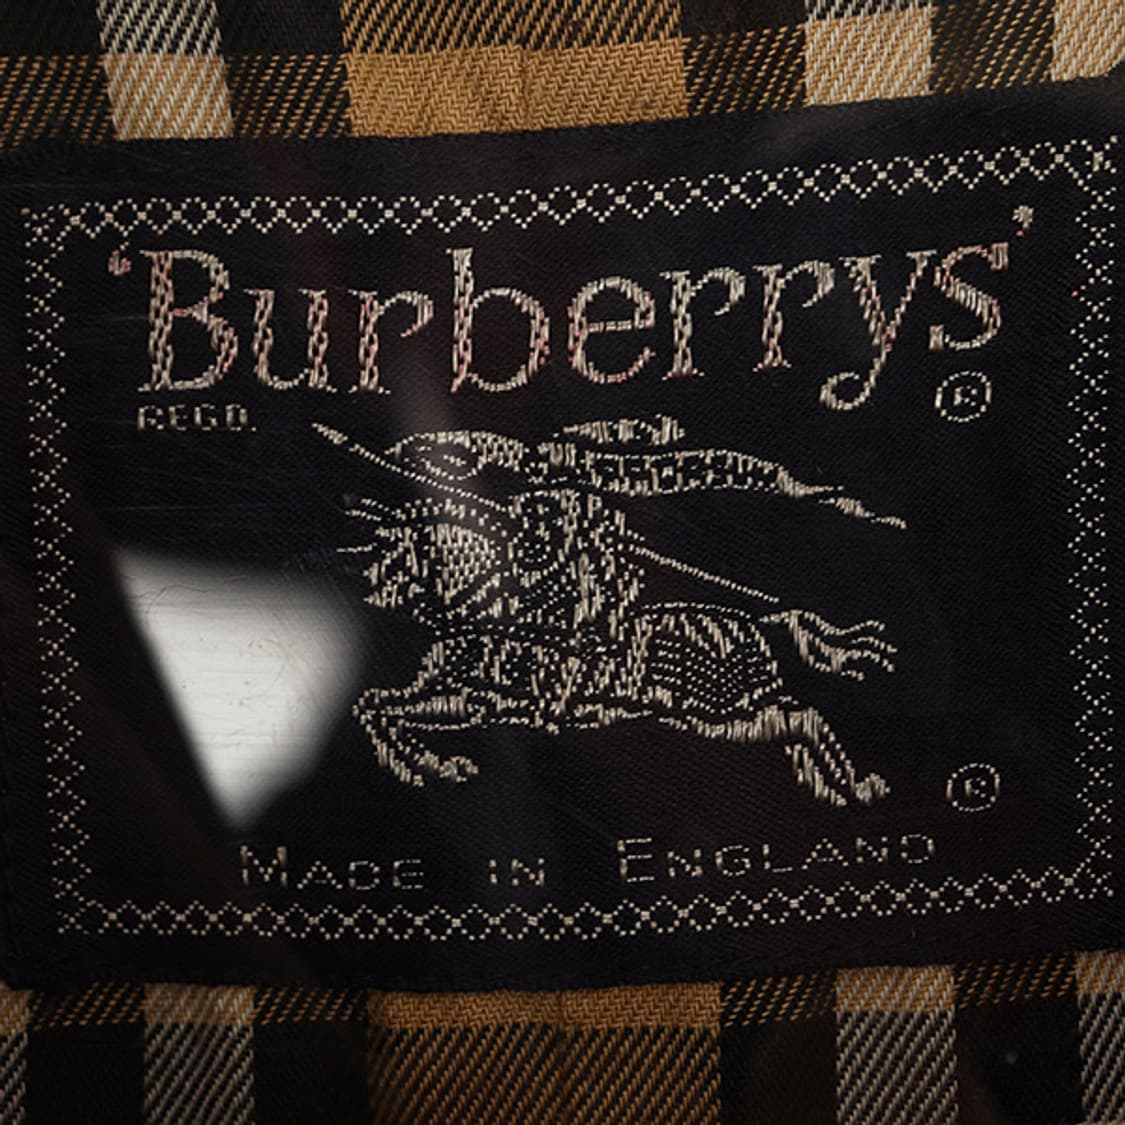 ‘Burberrys’
REGD. ®
®
MADE IN ENGLAND